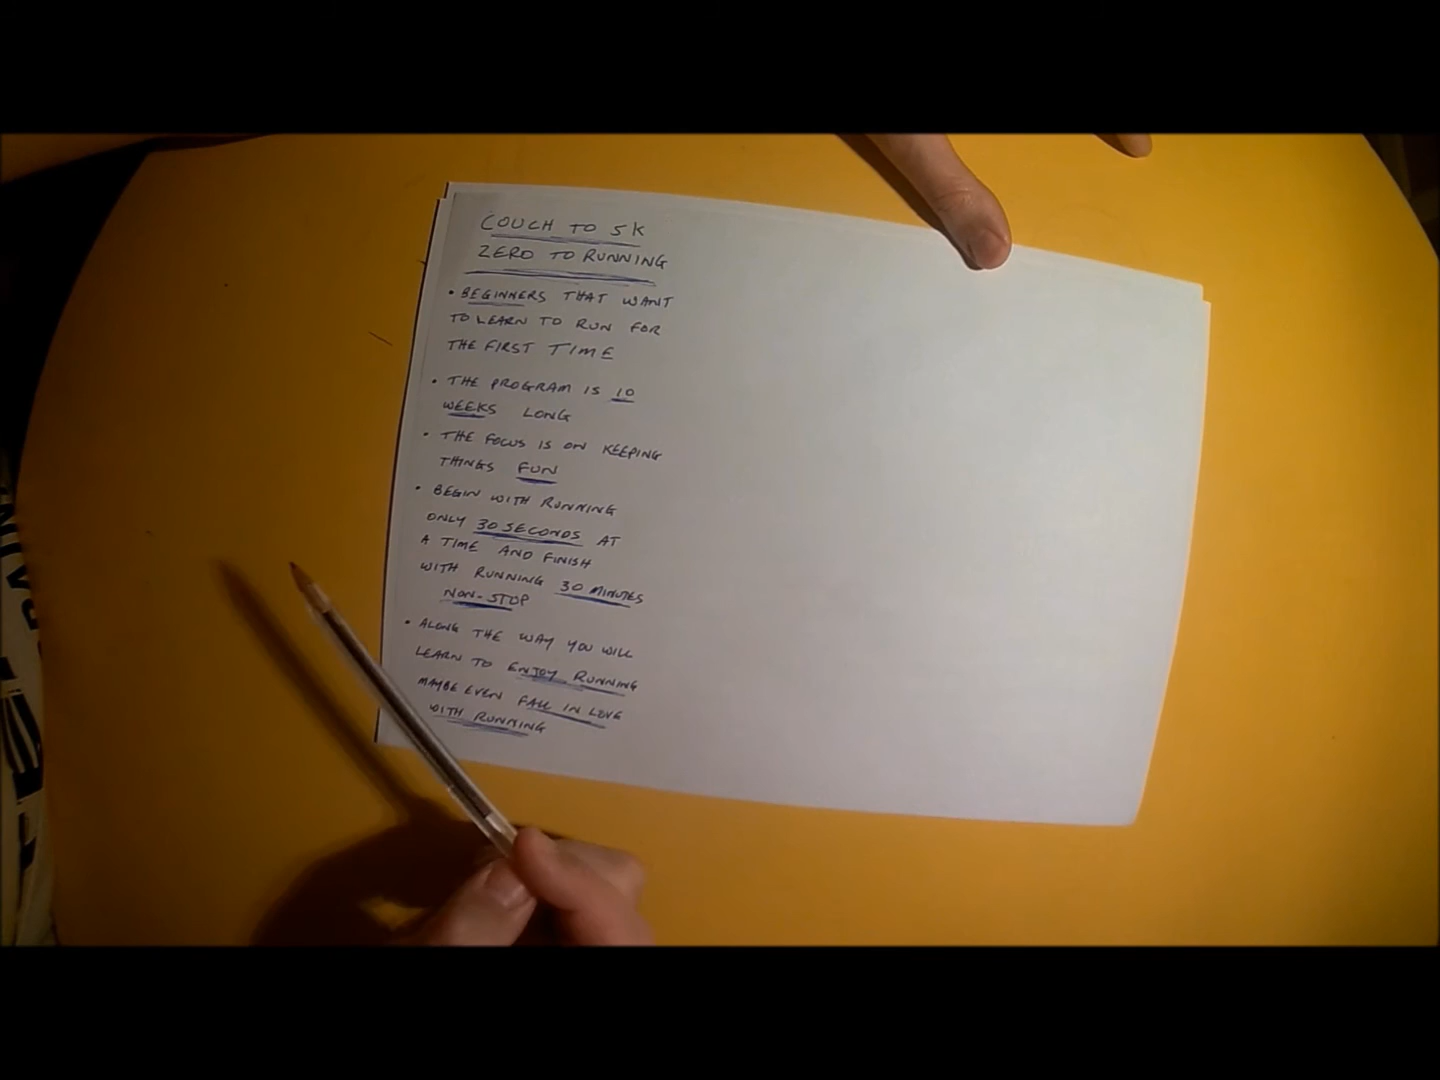 COUCH TO 5K
ZERO TO RUNNING
• BEGINNERS THAT WANT
TO LEARN TO RUN FOR
THE FIRST TIME
• THE PROGRAM IS 10
WEEKS LONG
• THE FOCUS IS ON KEEPING
THINGS FUN
• BEGIN WITH RUNNING
ONLY 30 SECONDS AT
A TIME AND FINISH
WITH RUNNING 30 MINUTES
NON-STOP
• ALONG THE WAY YOU WILL
LEARN TO ENJOY RUNNING
MAYBE EVEN FALL IN LOVE
WITH RUNNING